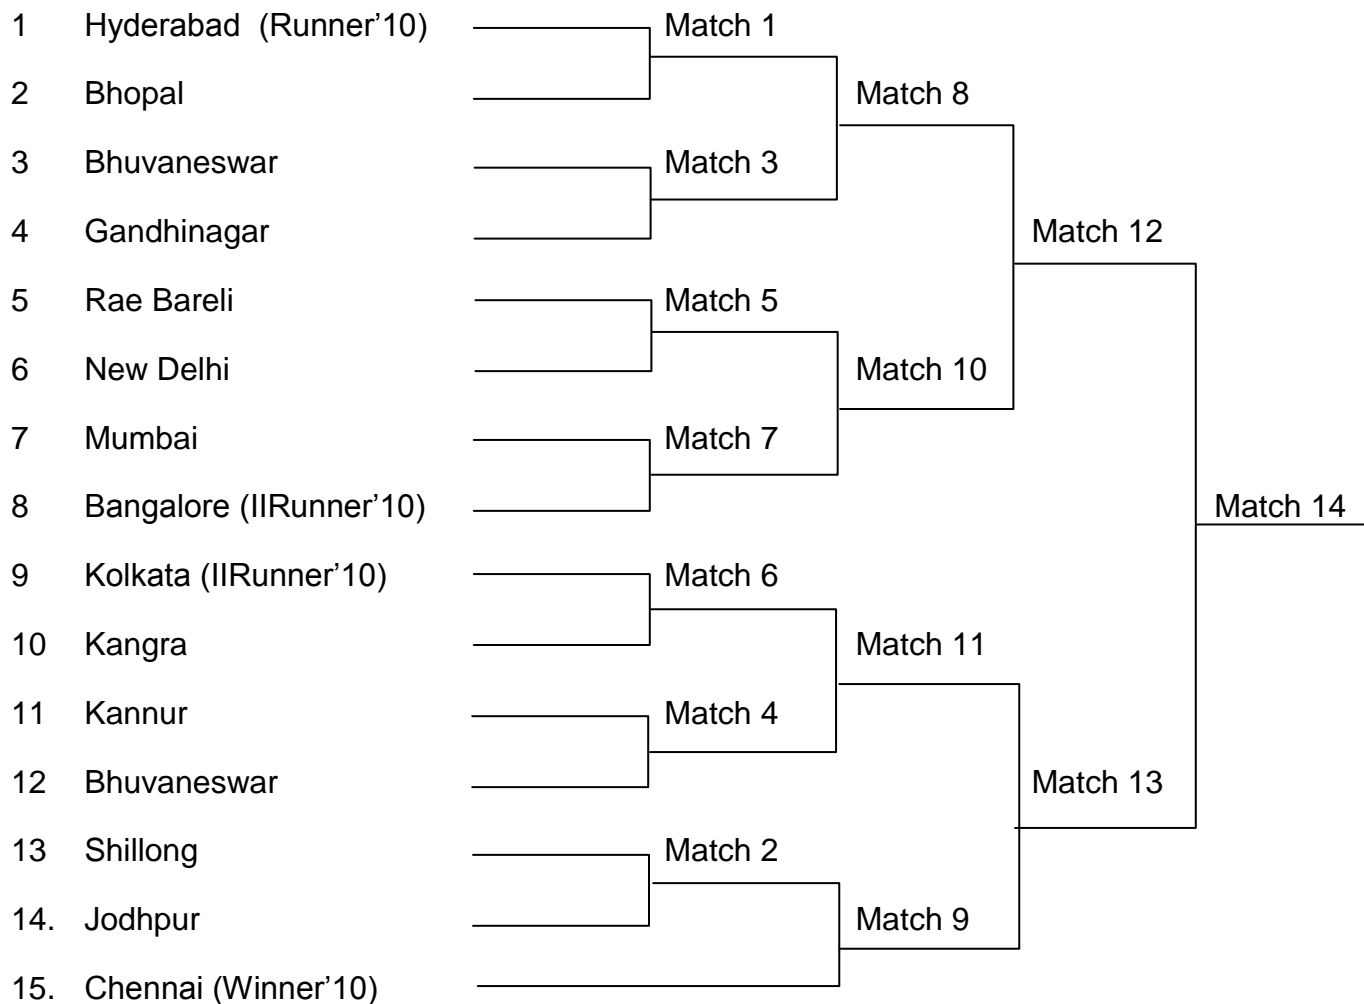 1 Hyderabad (Runner’10) Match 1
2 Bhopal Match 8
3 Bhuvaneswar Match 3
4 Gandhinagar Match 12
5 Rae Bareli Match 5
6 New Delhi Match 10
7 Mumbai Match 7
8 Bangalore (IIRunner’10) Match 14
9 Kolkata (IIRunner’10) Match 6
10 Kangra Match 11
11 Kannur Match 4
12 Bhuvaneswar Match 13
13 Shillong Match 2
14. Jodhpur Match 9
15. Chennai (Winner’10)